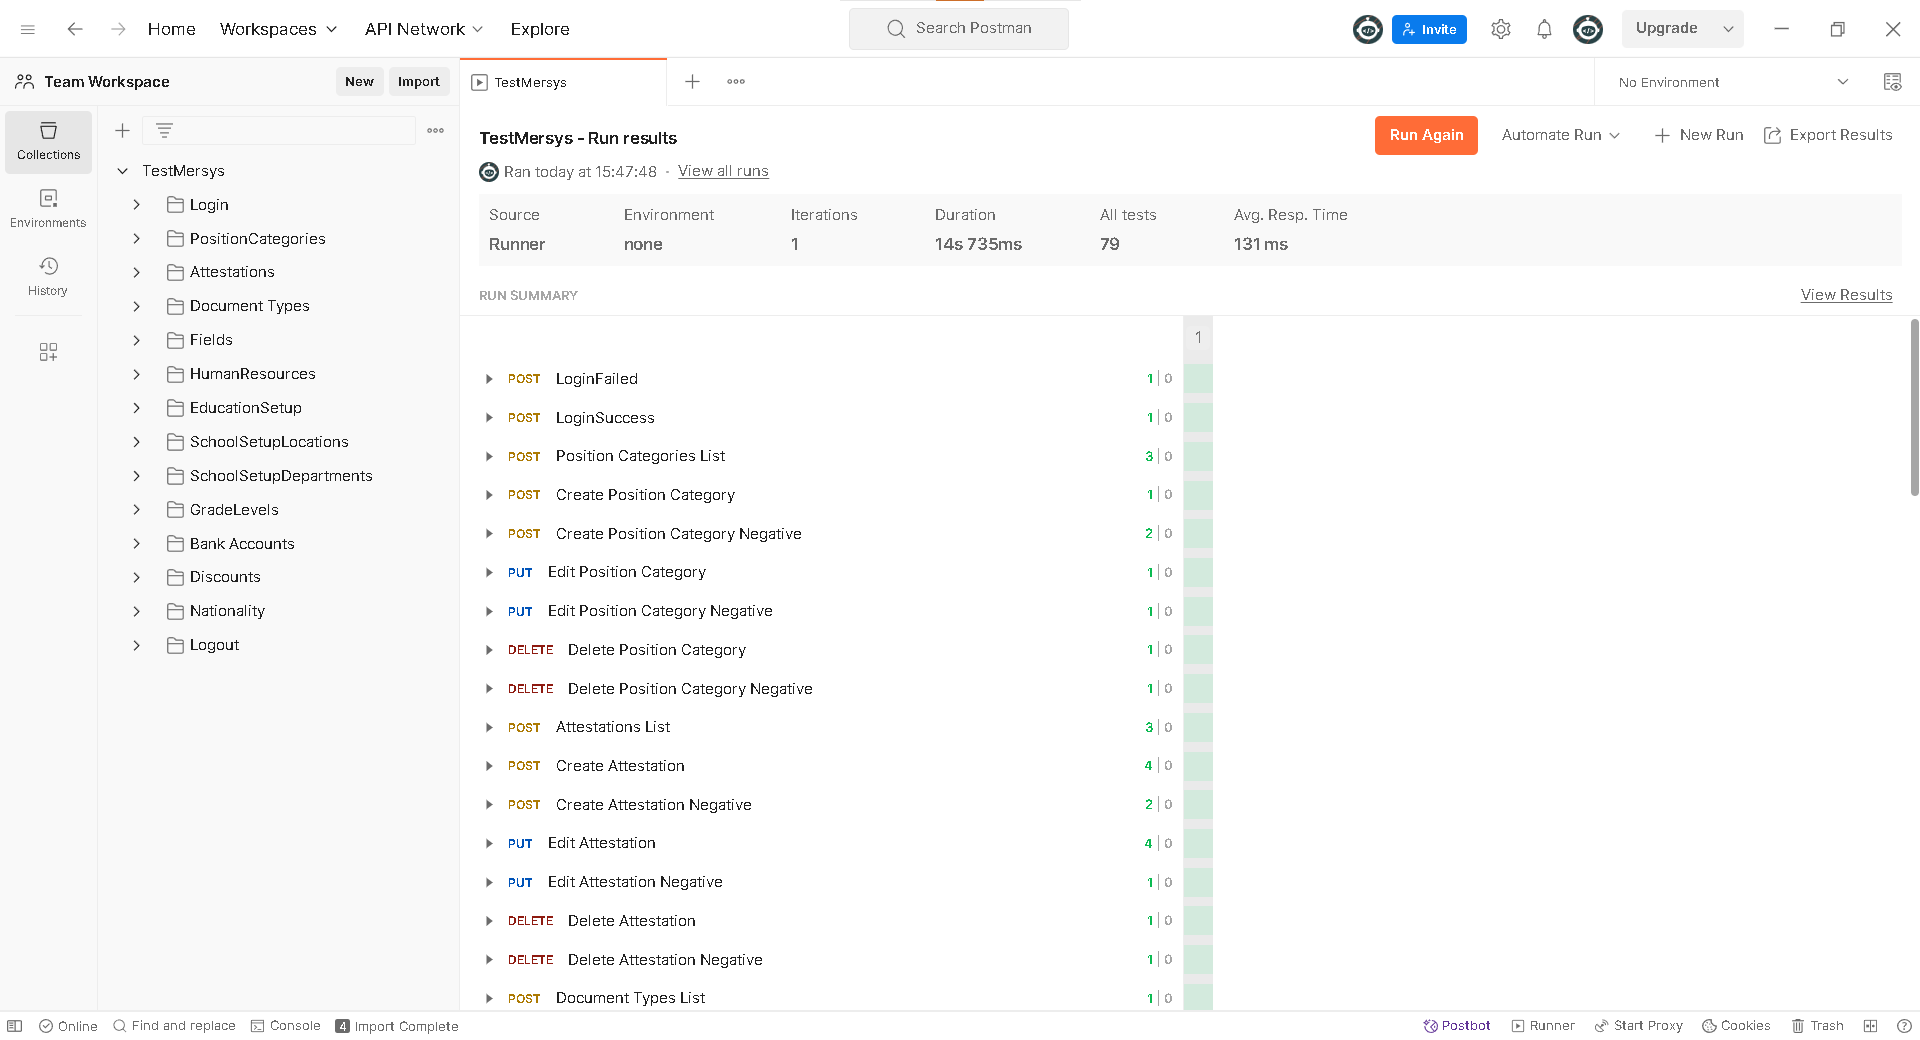 Home Workspaces API Network Explore Search Postman Invite Upgrade
Team Workspace New Import TestMersys No Environment
Collections
Environments
History
TestMersys
Login
PositionCategories
Attestations
Document Types
Fields
HumanResources
EducationSetup
SchoolSetupLocations
SchoolSetupDepartments
GradeLevels
Bank Accounts
Discounts
Nationality
Logout
TestMersys - Run results Run Again Automate Run New Run Export Results
Ran today at 15:47:48 · View all runs
Source Environment Iterations Duration All tests Avg. Resp. Time
Runner none 1 14s 735ms 79 131 ms
RUN SUMMARY View Results
1
POST LoginFailed 1 | 0
POST LoginSuccess 1 | 0
POST Position Categories List 3 | 0
POST Create Position Category 1 | 0
POST Create Position Category Negative 2 | 0
PUT Edit Position Category 1 | 0
PUT Edit Position Category Negative 1 | 0
DELETE Delete Position Category 1 | 0
DELETE Delete Position Category Negative 1 | 0
POST Attestations List 3 | 0
POST Create Attestation 4 | 0
POST Create Attestation Negative 2 | 0
PUT Edit Attestation 4 | 0
PUT Edit Attestation Negative 1 | 0
DELETE Delete Attestation 1 | 0
DELETE Delete Attestation Negative 1 | 0
POST Document Types List 1 | 0
Online Find and replace Console 4 Import Complete Postbot Runner Start Proxy Cookies Trash